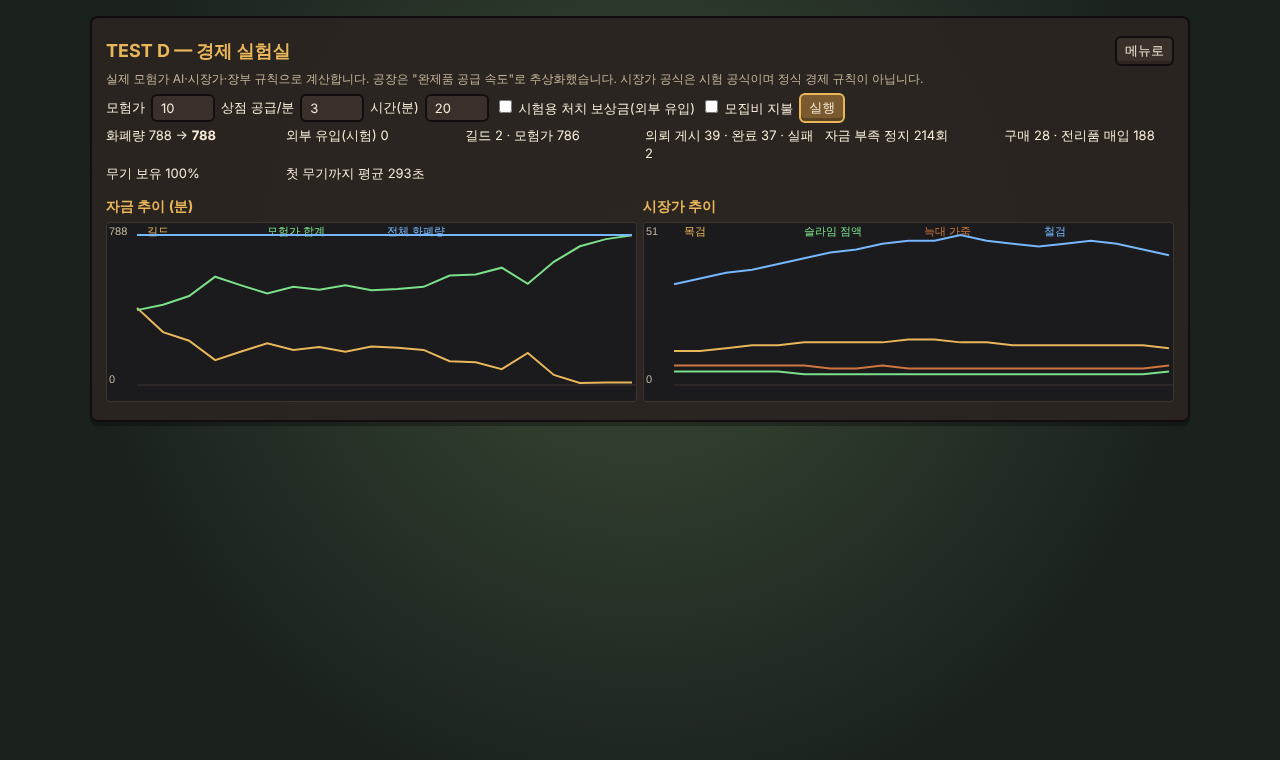 TEST D — 경제 실험실 메뉴로
실제 모험가 AI·시장가·장부 규칙으로 계산합니다. 공장은 "완제품 공급 속도"로 추상화했습니다. 시장가 공식은 시험 공식이며 정식 경제 규칙이 아닙니다.
모험가 10 상점 공급/분 3 시간(분) 20 시험용 처치 보상금(외부 유입) 모집비 지불 실행
화폐량 788 → 788 외부 유입(시험) 0 길드 2 · 모험가 786 의뢰 게시 39 · 완료 37 · 실패 2 자금 부족 정지 214회 구매 28 · 전리품 매입 188
무기 보유 100% 첫 무기까지 평균 293초
자금 추이 (분)
788 길드 모험가 합계 전체 화폐량
0
시장가 추이
51 목검 슬라임 점액 늑대 가죽 철검
0